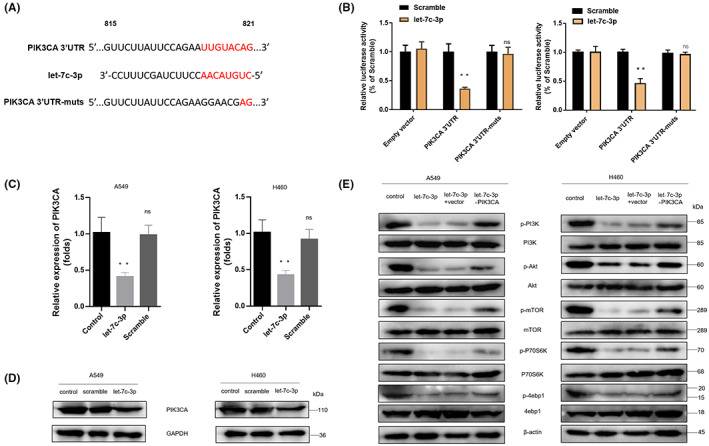 (A)
815 821
PIK3CA 3'UTR 5'...GUUCUUAUUCCAGAAUUGUACAG...3'
let-7c-3p 3'-CCUUUCGAUCUUCCAACAUGUC-5'
PIK3CA 3'UTR-muts 5'...GUUCUUAUUCCAGAAGGAACGAG...3'
(B)
Scramble
let-7c-3p
Relative luciferase activity
(% of Scramble)
1.5
1.0
0.5
0.0
**
ns
Empty vector
PIK3CA 3'UTR
PIK3CA 3'UTR-muts
Scramble
let-7c-3p
Relative luciferase activity
(% of Scramble)
2.0
1.5
1.0
0.5
0.0
**
ns
Empty vector
PIK3CA 3'UTR
PIK3CA 3'UTR-muts
(C)
A549
Relative expression of PIK3CA
(folds)
1.5
1.0
0.5
0.0
**
ns
Control
let-7c-3p
Scramble
H460
Relative expression of PIK3CA
(folds)
1.5
1.0
0.5
0.0
**
ns
Control
let-7c-3p
Scramble
(D)
A549 H460
control scramble let-7c-3p control scramble let-7c-3p kDa
PIK3CA 110
GAPDH 36
(E)
A549 H460
control let-7c-3p let-7c-3p +vector let-7c-3p -PIK3CA control let-7c-3p let-7c-3p +vector let-7c-3p -PIK3CA kDa
p-PI3K 85
PI3K 85
p-Akt 60
Akt 60
p-mTOR 289
mTOR 289
p-P70S6K 70
P70S6K 68
p-4ebp1 20
15
4ebp1 18
β-actin 45